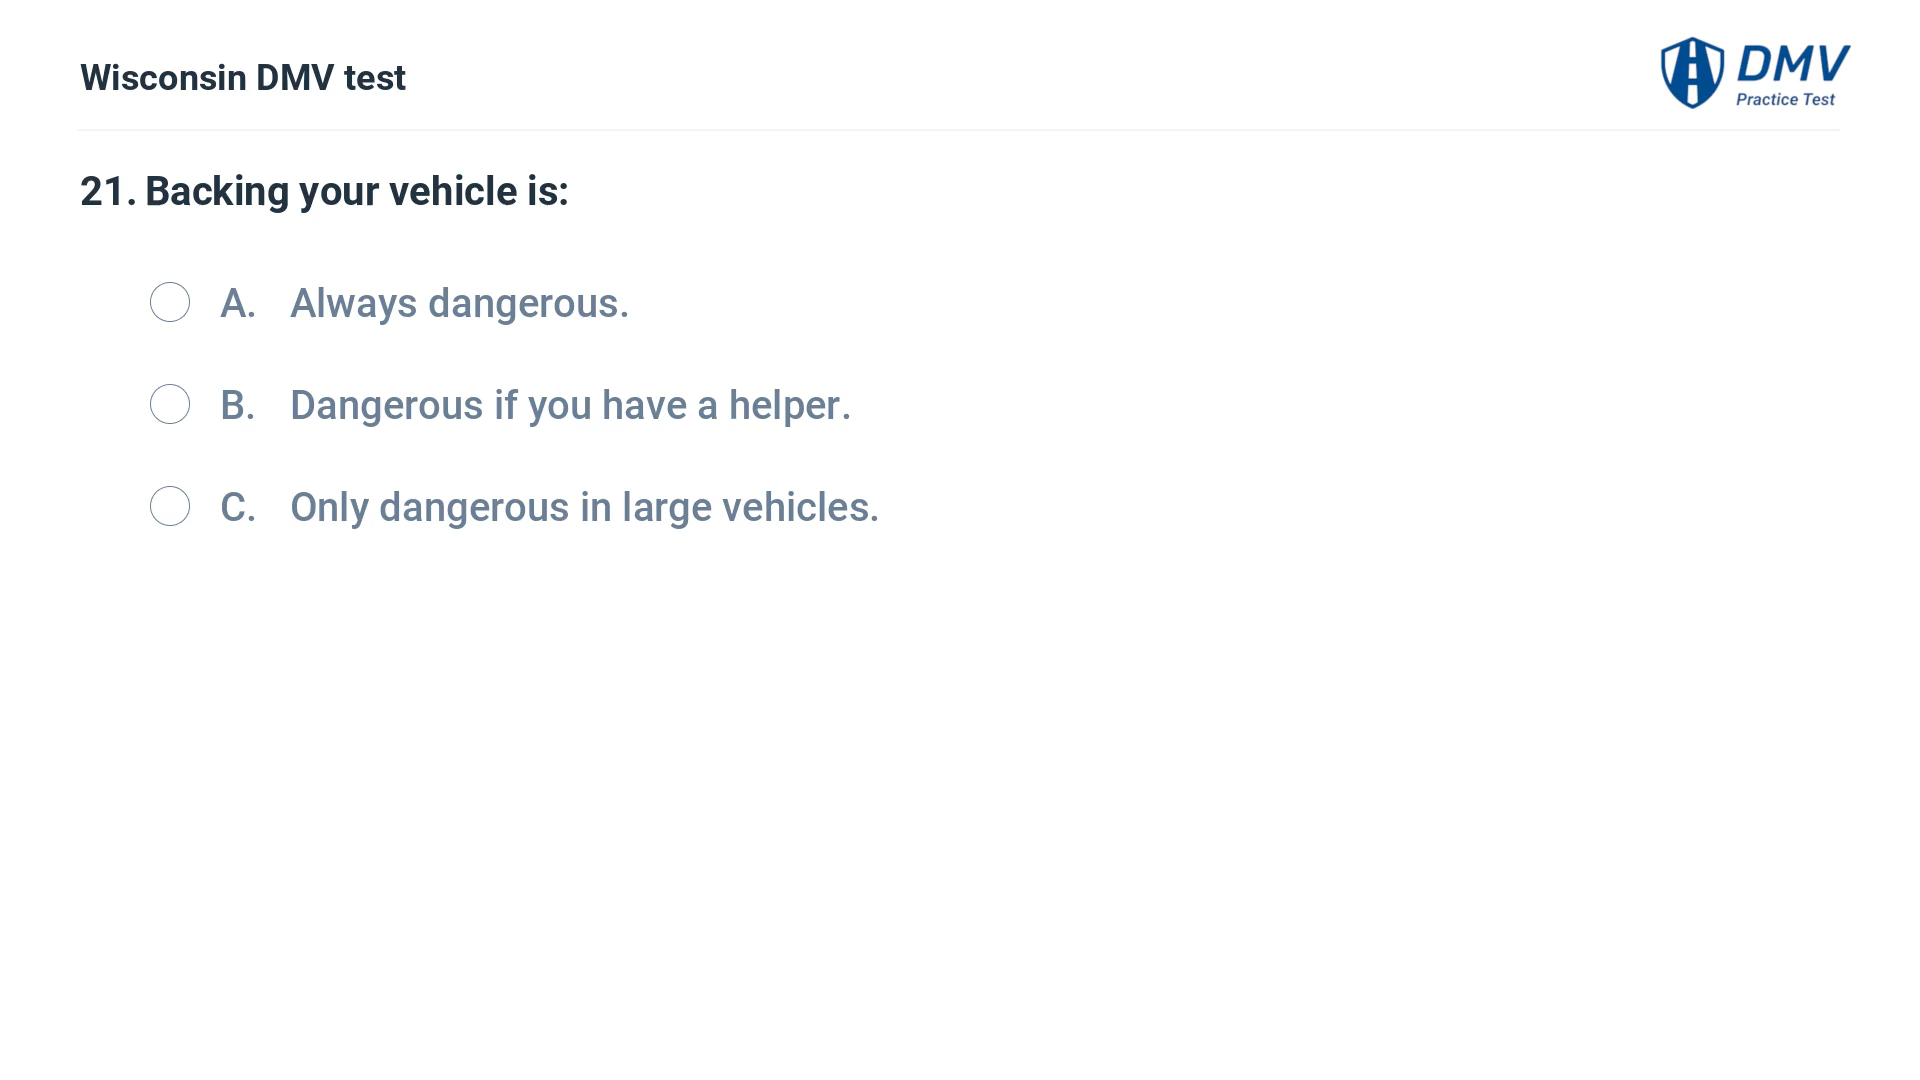 Wisconsin DMV test
DMV
Practice Test
21. Backing your vehicle is:
A. Always dangerous.
B. Dangerous if you have a helper.
C. Only dangerous in large vehicles.